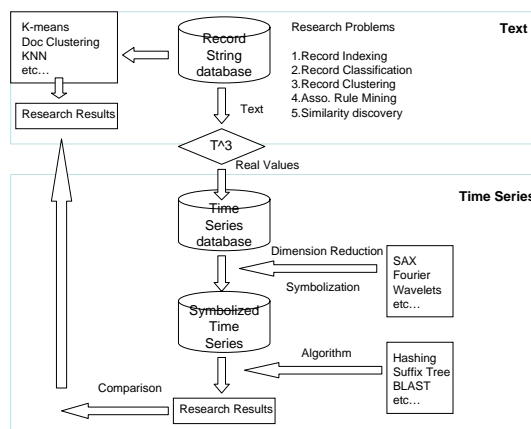 K-means
Doc Clustering
KNN
etc…
Research Results
Record
String
database
Research Problems
1.Record Indexing
2.Record Classification
3.Record Clustering
4.Asso. Rule Mining
5.Similarity discovery
Text
Text
T^3
Real Values
Time Series
Time
Series
database
Dimension Reduction
Symbolization
SAX
Fourier
Wavelets
etc…
Symbolized
Time
Series
Algorithm
Hashing
Suffix Tree
BLAST
etc…
Comparison
Research Results